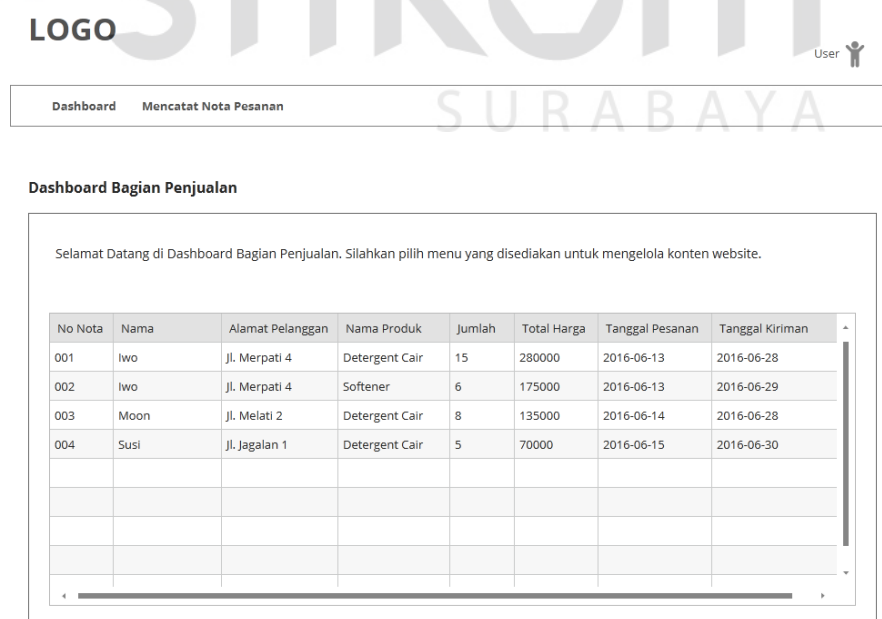 LOGO
User
SURABAYA
Dashboard Mencatat Nota Pesanan
Dashboard Bagian Penjualan
Selamat Datang di Dashboard Bagian Penjualan. Silahkan pilih menu yang disediakan untuk mengelola konten website.
No Nota Nama Alamat Pelanggan Nama Produk Jumlah Total Harga Tanggal Pesanan Tanggal Kiriman
001 Iwo Jl. Merpati 4 Detergent Cair 15 280000 2016-06-13 2016-06-28
002 Iwo Jl. Merpati 4 Softener 6 175000 2016-06-13 2016-06-29
003 Moon Jl. Melati 2 Detergent Cair 8 135000 2016-06-14 2016-06-28
004 Susi Jl. Jagalan 1 Detergent Cair 5 70000 2016-06-15 2016-06-30